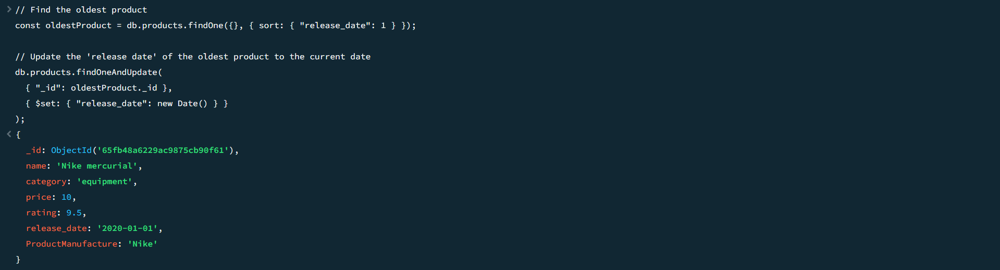 // Find the oldest product
const oldestProduct = db.products.findOne({}, { sort: { "release_date": 1 } });
// Update the 'release date' of the oldest product to the current date
db.products.findOneAndUpdate(
  { "_id": oldestProduct._id },
  { $set: { "release_date": new Date() } }
);
{
  _id: ObjectId('65fb48a6229ac9875cb90f61'),
  name: 'Nike mercurial',
  category: 'equipment',
  price: 10,
  rating: 9.5,
  release_date: '2020-01-01',
  ProductManufacture: 'Nike'
}